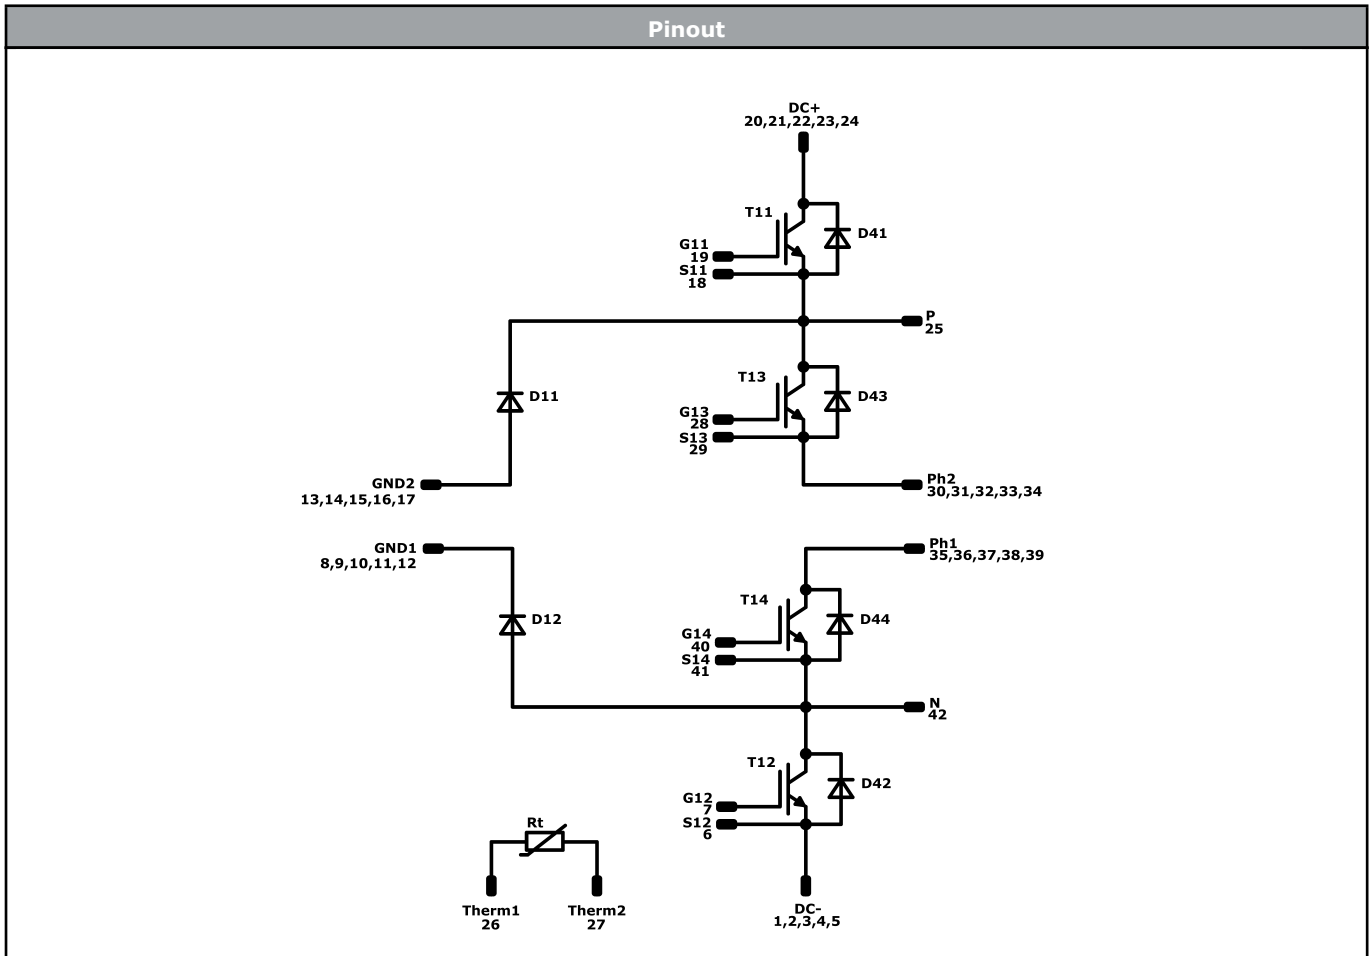 Pinout
DC+
20,21,22,23,24
T11
D41
G11
19
S11
18
P
25
T13
D11
D43
G13
28
S13
29
GND2
13,14,15,16,17
Ph2
30,31,32,33,34
GND1
8,9,10,11,12
Ph1
35,36,37,38,39
T14
D12
D44
G14
40
S14
41
N
42
T12
D42
G12
7
S12
6
Rt
Therm1
26
Therm2
27
DC-
1,2,3,4,5